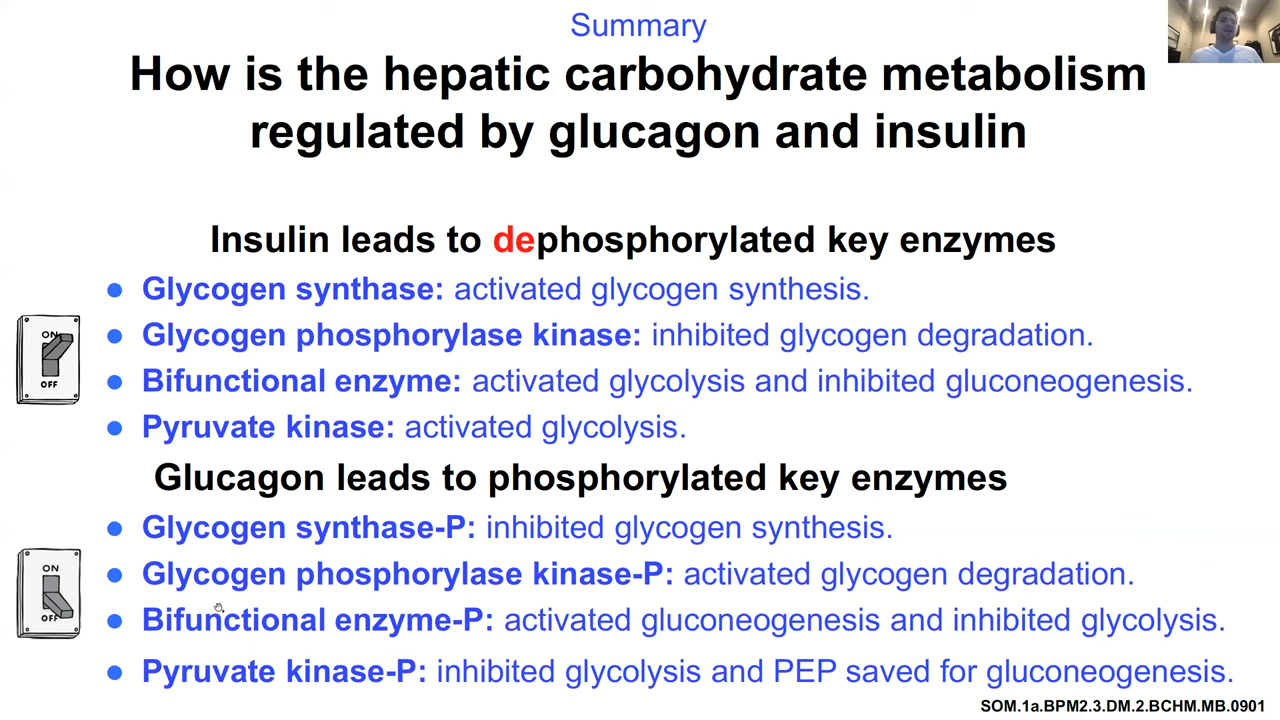 Summary
How is the hepatic carbohydrate metabolism
regulated by glucagon and insulin
Insulin leads to dephosphorylated key enzymes
● Glycogen synthase: activated glycogen synthesis.
● Glycogen phosphorylase kinase: inhibited glycogen degradation.
● Bifunctional enzyme: activated glycolysis and inhibited gluconeogenesis.
● Pyruvate kinase: activated glycolysis.
ON
OFF
Glucagon leads to phosphorylated key enzymes
● Glycogen synthase-P: inhibited glycogen synthesis.
● Glycogen phosphorylase kinase-P: activated glycogen degradation.
● Bifunctional enzyme-P: activated gluconeogenesis and inhibited glycolysis.
● Pyruvate kinase-P: inhibited glycolysis and PEP saved for gluconeogenesis.
ON
OFF
SOM.1a.BPM2.3.DM.2.BCHM.MB.0901